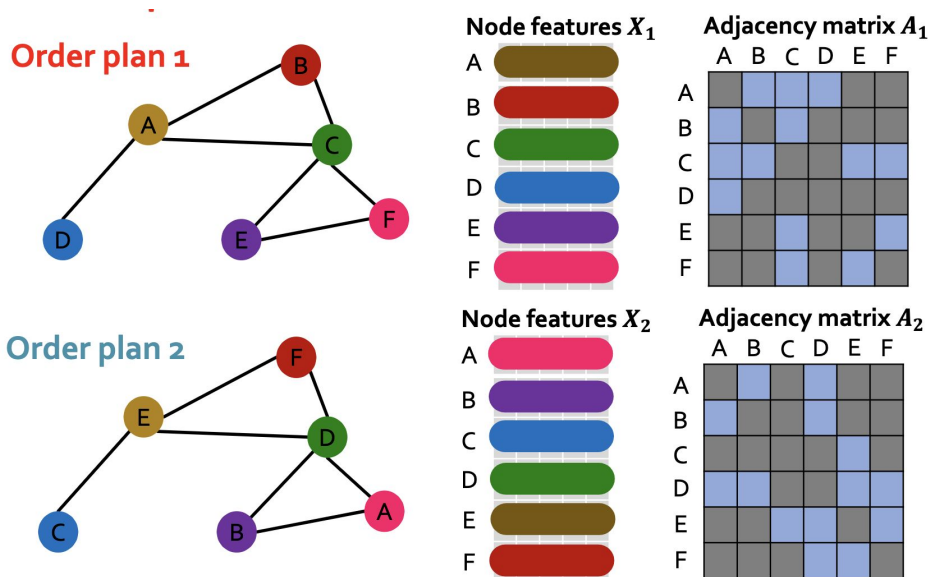 Order plan 1
B
A
C
F
D
E
Node features X₁
A
B
C
D
E
F
Adjacency matrix A₁
A B C D E F
A
B
C
D
E
F
Order plan 2
F
E
D
A
C
B
Node features X₂
A
B
C
D
E
F
Adjacency matrix A₂
A B C D E F
A
B
C
D
E
F